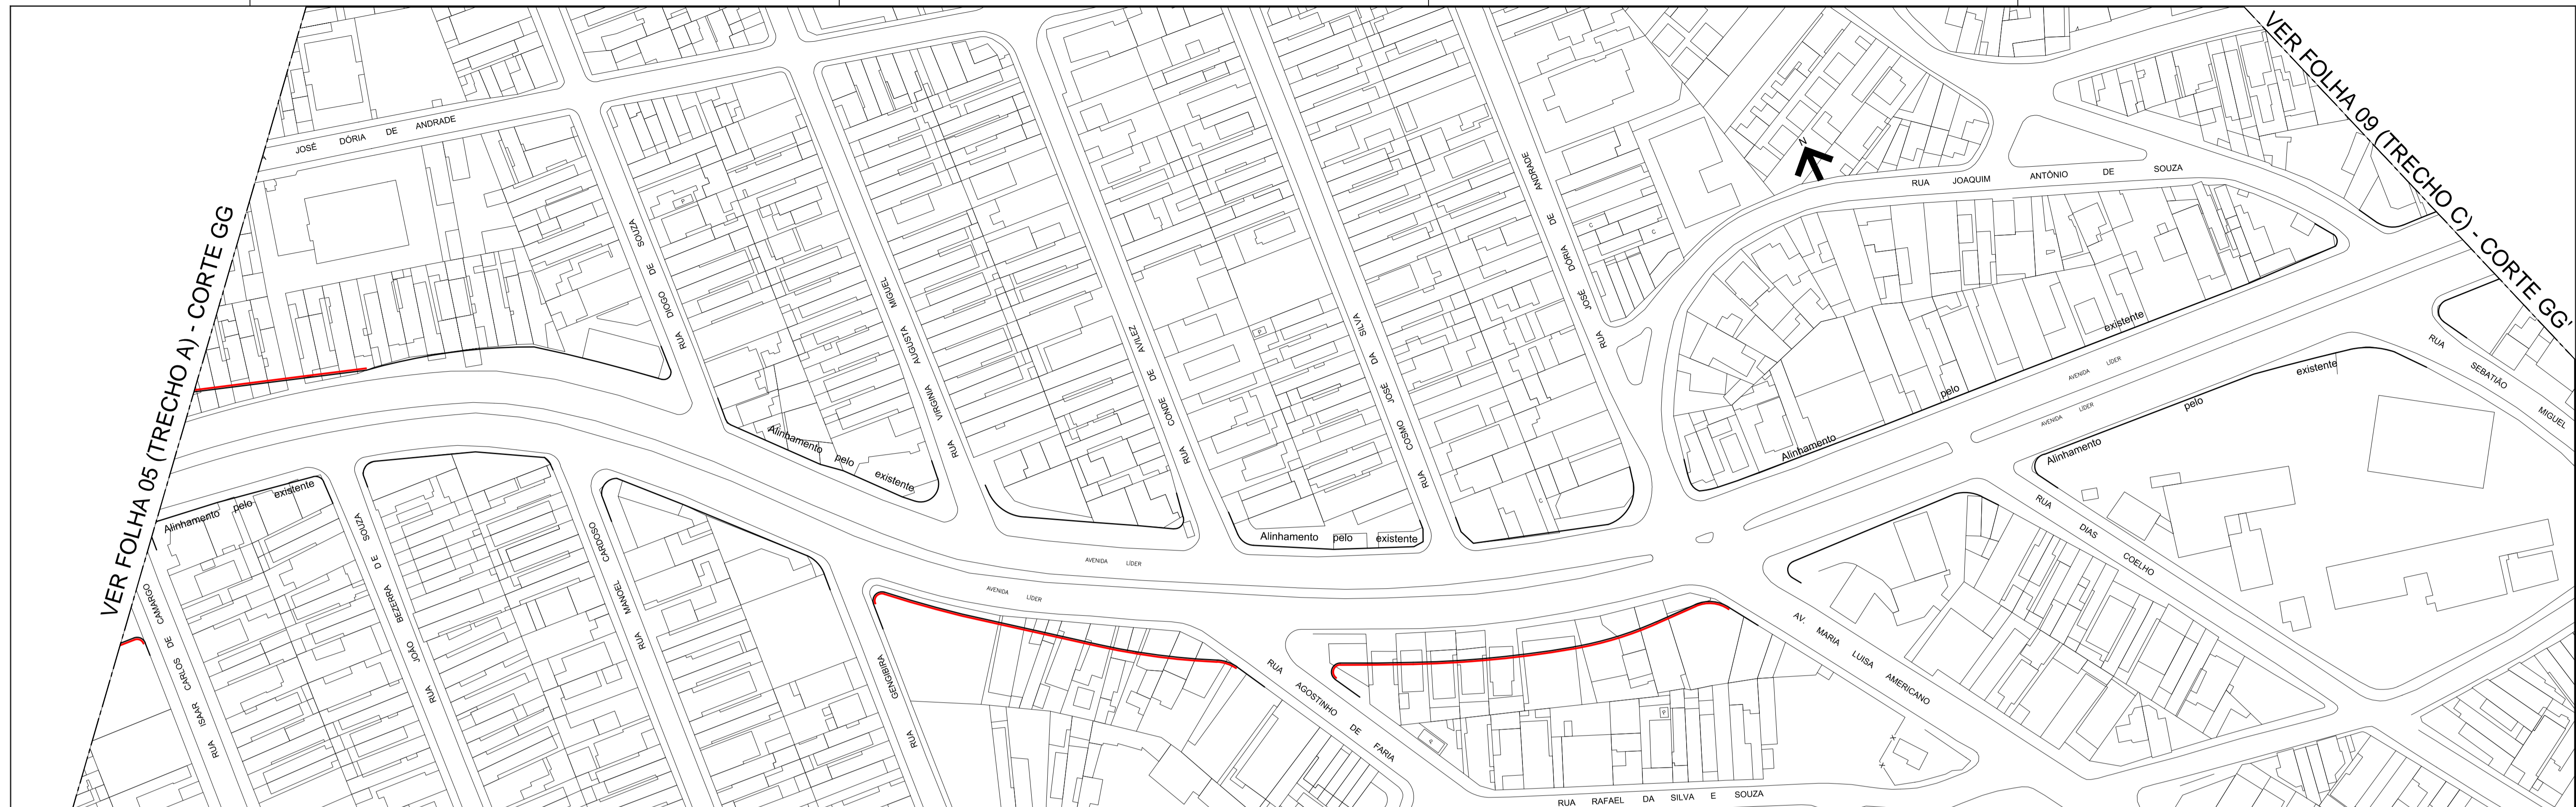 VER FOLHA 05 (TRECHO A) - CORTE GG
VER FOLHA 09 (TRECHO C) - CORTE GG'
JOSÉ DÓRIA DE ANDRADE
RUA DIOGO DE SOUZA
P
RUA VIRGINIA AUGUSTA MIGUEL
RUA CONDE DE AVILEZ
P
RUA COSMO JOSÉ DA SILVA
RUA JOSÉ DÓRIA DE ANDRADE
C
C
C
N
RUA JOAQUIM ANTÔNIO DE SOUZA
Alinhamento pelo existente
AVENIDA LÍDER
AVENIDA LÍDER
Alinhamento pelo existente
RUA SEBATIÃO MIGUEL
Alinhamento pelo existente
Alinhamento pelo existente
Alinhamento pelo existente
AVENIDA LÍDER
AVENIDA LÍDER
RUA ISAAR CARLOS DE CAMARGO
RUA JOÃO BEZERRA DE SOUZA
RUA MANOEL CARDOSO
RUA GENGIBIRA
RUA AGOSTINHO DE FARIA
P
RUA DIAS COELHO
AV. MARIA LUISA AMERICANO
RUA RAFAEL DA SILVA E SOUZA